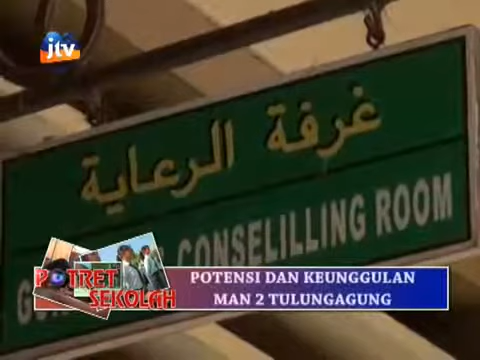 jtv
غرفة الرعاية
CONSELILLING ROOM
POTRET
SEKOLAH
POTENSI DAN KEUNGGULAN
MAN 2 TULUNGAGUNG